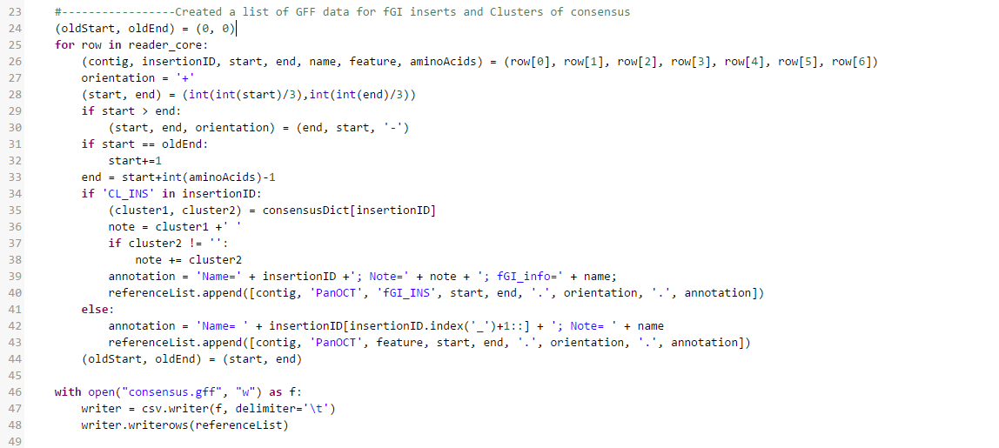 23 #-----------------Created a list of GFF data for fGI inserts and Clusters of consensus
24 (oldStart, oldEnd) = (0, 0)
25 for row in reader_core:
26 (contig, insertionID, start, end, name, feature, aminoAcids) = (row[0], row[1], row[2], row[3], row[4], row[5], row[6])
27 orientation = '+'
28 (start, end) = (int(int(start)/3),int(int(end)/3))
29 if start > end:
30 (start, end, orientation) = (end, start, '-')
31 if start == oldEnd:
32 start+=1
33 end = start+int(aminoAcids)-1
34 if 'CL_INS' in insertionID:
35 (cluster1, cluster2) = consensusDict[insertionID]
36 note = cluster1 +' '
37 if cluster2 != '':
38 note += cluster2
39 annotation = 'Name=' + insertionID +'; Note=' + note + '; fGI_info=' + name;
40 referenceList.append([contig, 'PanOCT', 'fGI_INS', start, end, '.', orientation, '.', annotation])
41 else:
42 annotation = 'Name= ' + insertionID[insertionID.index('_')+1::] + '; Note= ' + name
43 referenceList.append([contig, 'PanOCT', feature, start, end, '.', orientation, '.', annotation])
44 (oldStart, oldEnd) = (start, end)
45
46 with open("consensus.gff", "w") as f:
47 writer = csv.writer(f, delimiter='\t')
48 writer.writerows(referenceList)
49